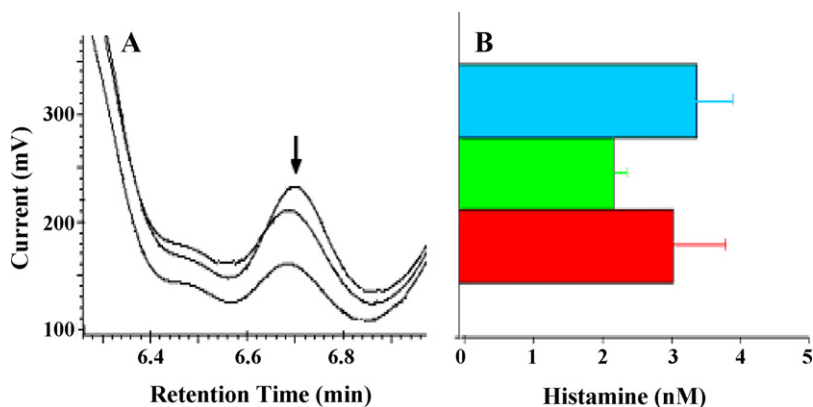 A
B
300
200
100
Current (mV)
6.4 6.6 6.8
Retention Time (min)
0 1 2 3 4 5
Histamine (nM)